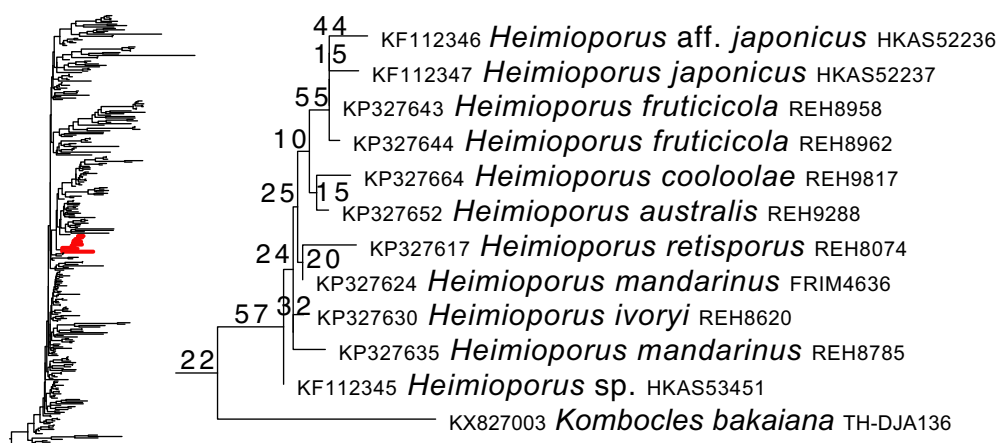 44
KF112346 Heimioporus aff. japonicus HKAS52236
15
KF112347 Heimioporus japonicus HKAS52237
55
KP327643 Heimioporus fruticicola REH8958
10
KP327644 Heimioporus fruticicola REH8962
KP327664 Heimioporus cooloolae REH9817
25
15
KP327652 Heimioporus australis REH9288
KP327617 Heimioporus retisporus REH8074
24
20
KP327624 Heimioporus mandarinus FRIM4636
57
32
KP327630 Heimioporus ivoryi REH8620
KP327635 Heimioporus mandarinus REH8785
22
KF112345 Heimioporus sp. HKAS53451
KX827003 Kombocles bakaiana TH-DJA136